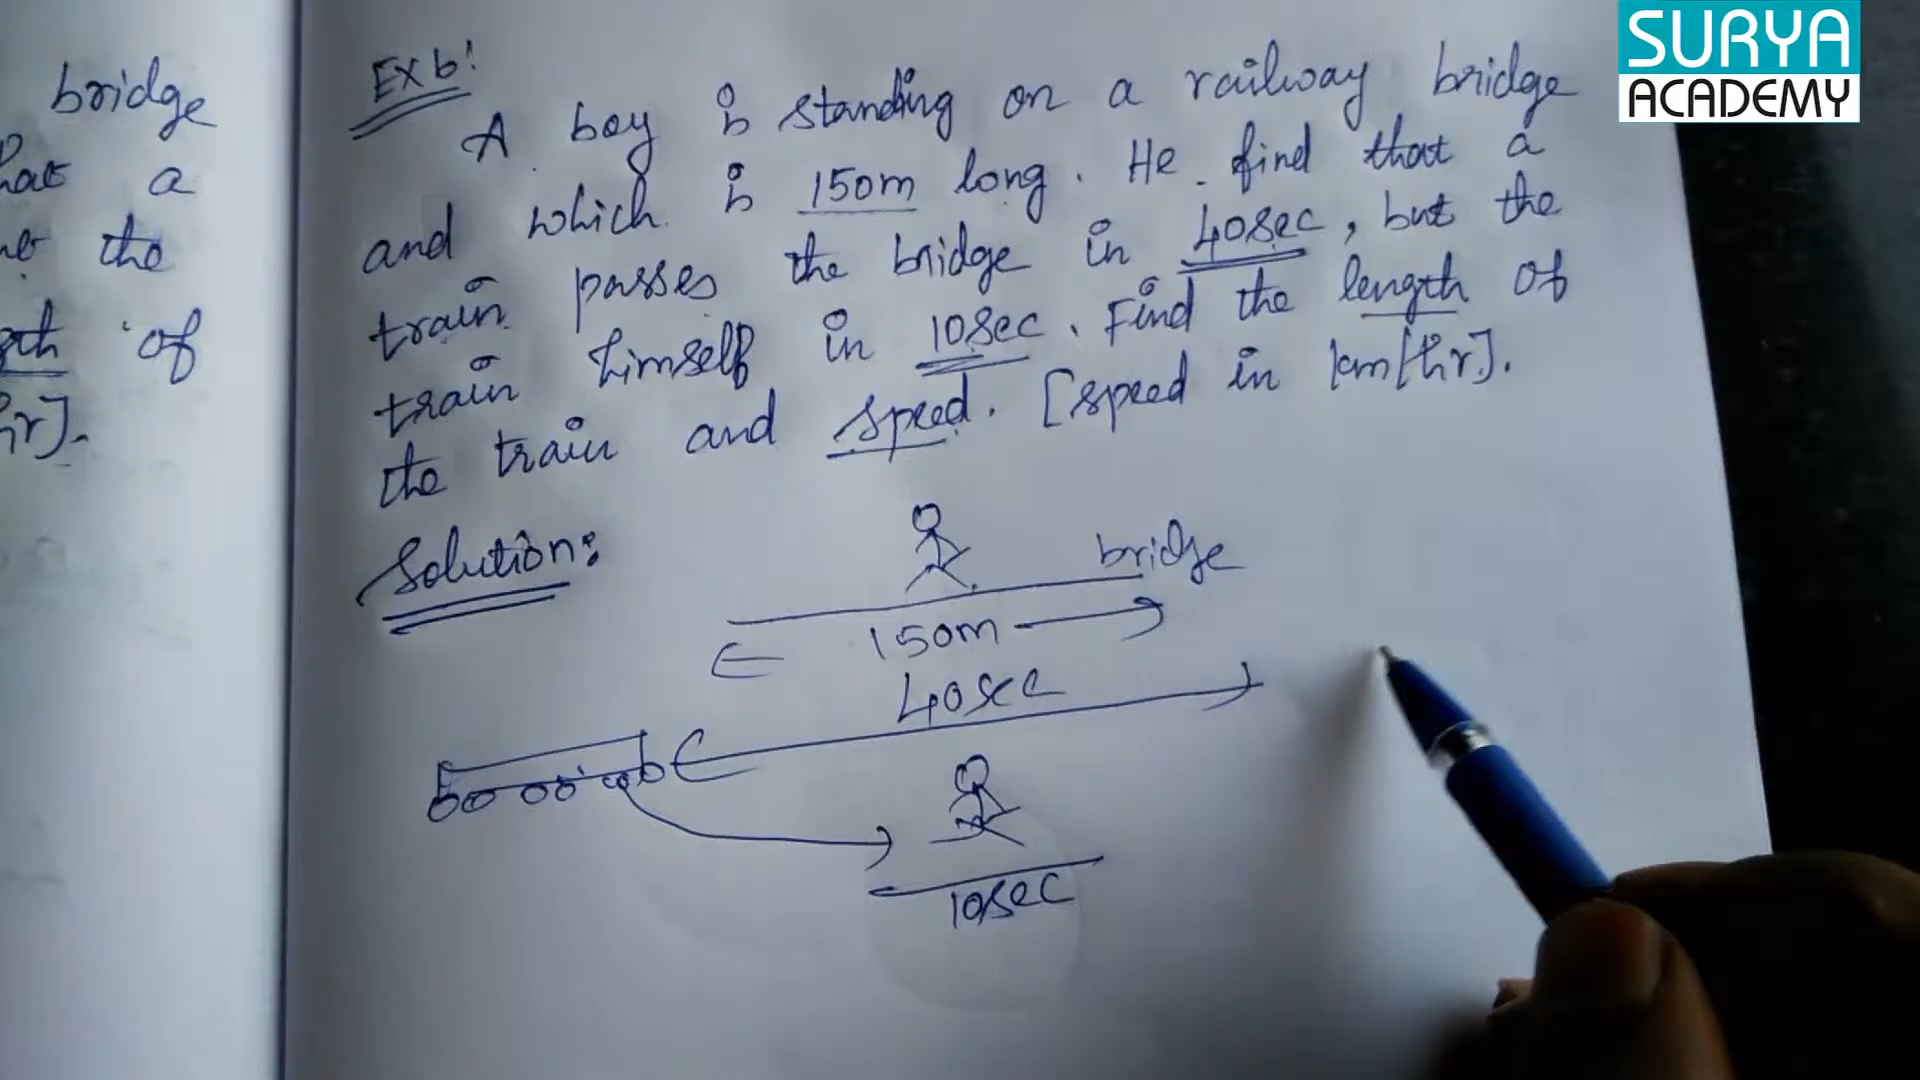 SURYA
ACADEMY
bridge
a
the
of
Ex 6:
A boy is standing on a railway bridge
and which is 150m long. He find that a
train passes the bridge in 40sec, but the
train himself in 10sec. Find the length of
the train and speed. [speed in km/hr].
Solution:
bridge
150m
40sec
10sec